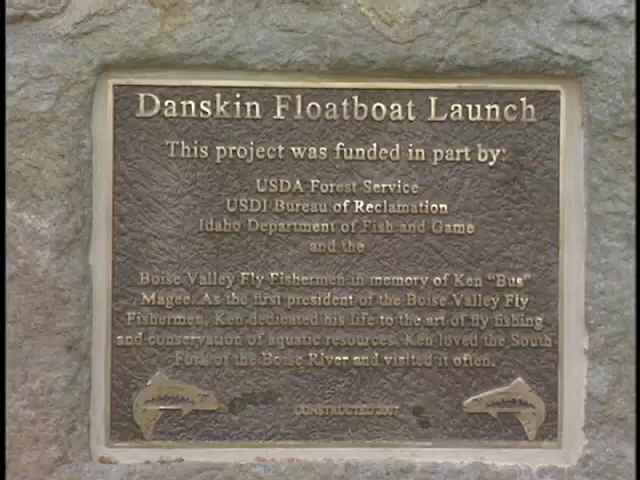 Danskin Floatboat Launch
This project was funded in part by:
USDA Forest Service
USDI Bureau of Reclamation
Idaho Department of Fish and Game
and the
Boise Valley Fly Fishermen in memory of Ken "Bus"
Magee. As the first president of the Boise Valley Fly
Fishermen, Ken dedicated his life to the art of fly fishing
and conservation of aquatic resources. Ken loved the South
Fork of the Boise River and visited it often.
CONSTRUCTED 2007